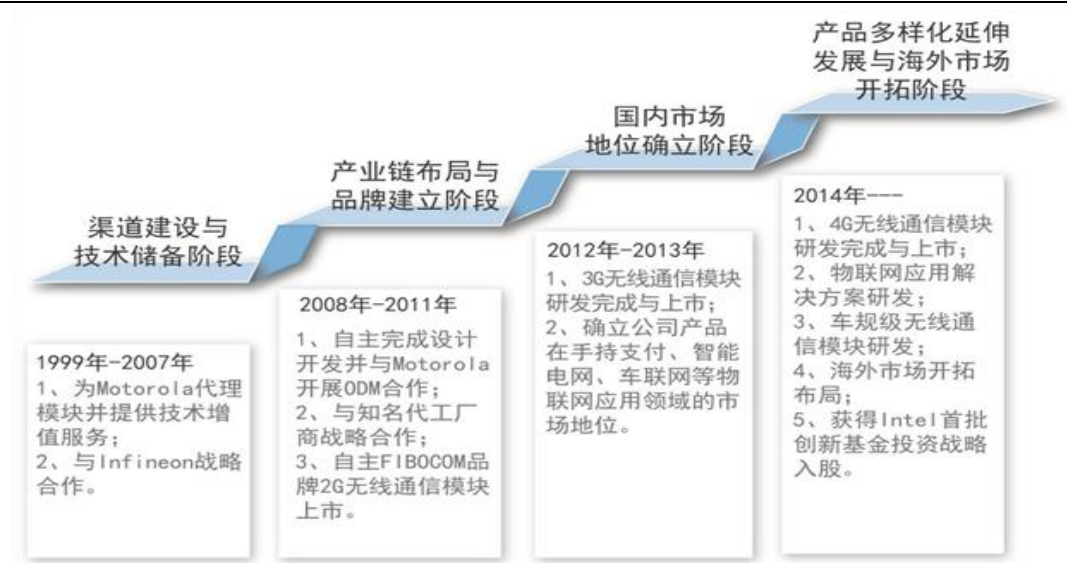 渠道建设与
技术储备阶段
1999年-2007年
1、为Motorola代理
模块并提供技术增
值服务；
2、与Infineon战略
合作。
产业链布局与
品牌建立阶段
2008年-2011年
1、自主完成设计
开发并与Motorola
开展ODM合作；
2、与知名代工厂
商战略合作；
3、自主FIBOCOM品
牌2G无线通信模块
上市。
国内市场
地位确立阶段
2012年-2013年
1、3G无线通信模块
研发完成与上市；
2、确立公司产品
在手持支付、智能
电网、车联网等物
联网应用领域的市
场地位。
产品多样化延伸
发展与海外市场
开拓阶段
2014年---
1、4G无线通信模块
研发完成与上市；
2、物联网应用解
决方案研发；
3、车规级无线通
信模块研发；
4、海外市场开拓
布局；
5、获得Intel首批
创新基金投资战略
入股。